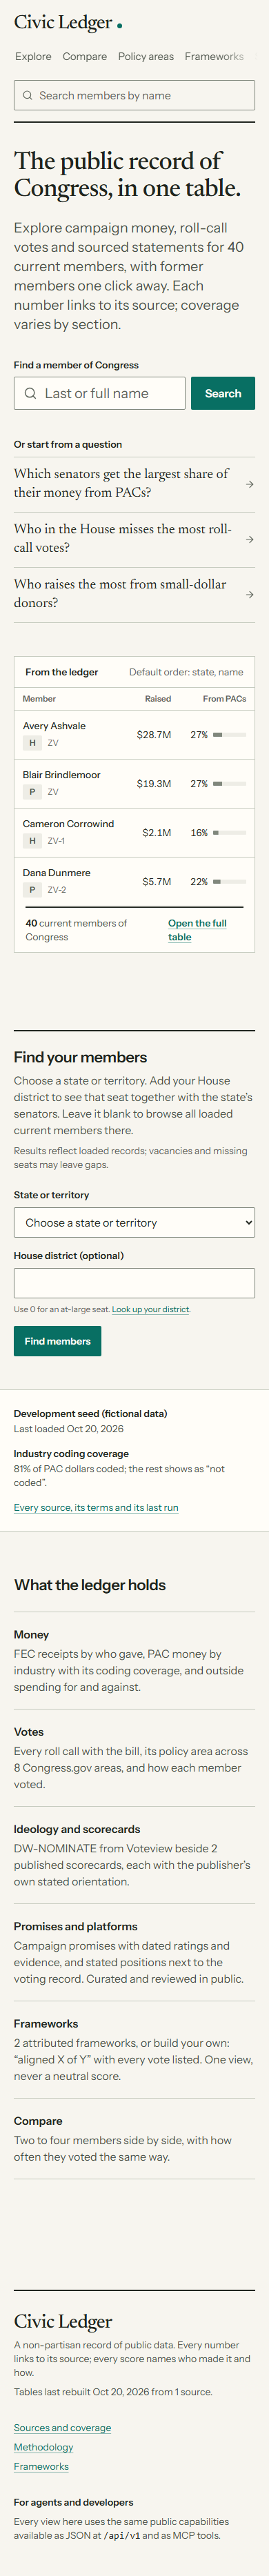 Civic Ledger
Explore Compare Policy areas Frameworks
Search members by name
The public record of
Congress, in one table.
Explore campaign money, roll-call
votes and sourced statements for 40
current members, with former
members one click away. Each
number links to its source; coverage
varies by section.
Find a member of Congress
Last or full name Search
Or start from a question
Which senators get the largest share of
their money from PACs?
Who in the House misses the most roll-
call votes?
Who raises the most from small-dollar
donors?
From the ledger Default order: state, name
Member Raised From PACs
Avery Ashvale
H ZV $28.7M 27%
Blair Brindlemoor
P ZV $19.3M 27%
Cameron Corrowind
H ZV-1 $2.1M 16%
Dana Dunmere
P ZV-2 $5.7M 22%
40 current members of
Congress
Open the full
table
Find your members
Choose a state or territory. Add your House
district to see that seat together with the state's
senators. Leave it blank to browse all loaded
current members there.
Results reflect loaded records; vacancies and missing
seats may leave gaps.
State or territory
Choose a state or territory
House district (optional)
Use 0 for an at-large seat. Look up your district.
Find members
Development seed (fictional data)
Last loaded Oct 20, 2026
Industry coding coverage
81% of PAC dollars coded; the rest shows as “not
coded”.
Every source, its terms and its last run
What the ledger holds
Money
FEC receipts by who gave, PAC money by
industry with its coding coverage, and outside
spending for and against.
Votes
Every roll call with the bill, its policy area across
8 Congress.gov areas, and how each member
voted.
Ideology and scorecards
DW-NOMINATE from Voteview beside 2
published scorecards, each with the publisher's
own stated orientation.
Promises and platforms
Campaign promises with dated ratings and
evidence, and stated positions next to the
voting record. Curated and reviewed in public.
Frameworks
2 attributed frameworks, or build your own:
“aligned X of Y” with every vote listed. One view,
never a neutral score.
Compare
Two to four members side by side, with how
often they voted the same way.
Civic Ledger
A non-partisan record of public data. Every number
links to its source; every score names who made it and
how.
Tables last rebuilt Oct 20, 2026 from 1 source.
Sources and coverage
Methodology
Frameworks
For agents and developers
Every view here uses the same public capabilities
available as JSON at /api/v1 and as MCP tools.